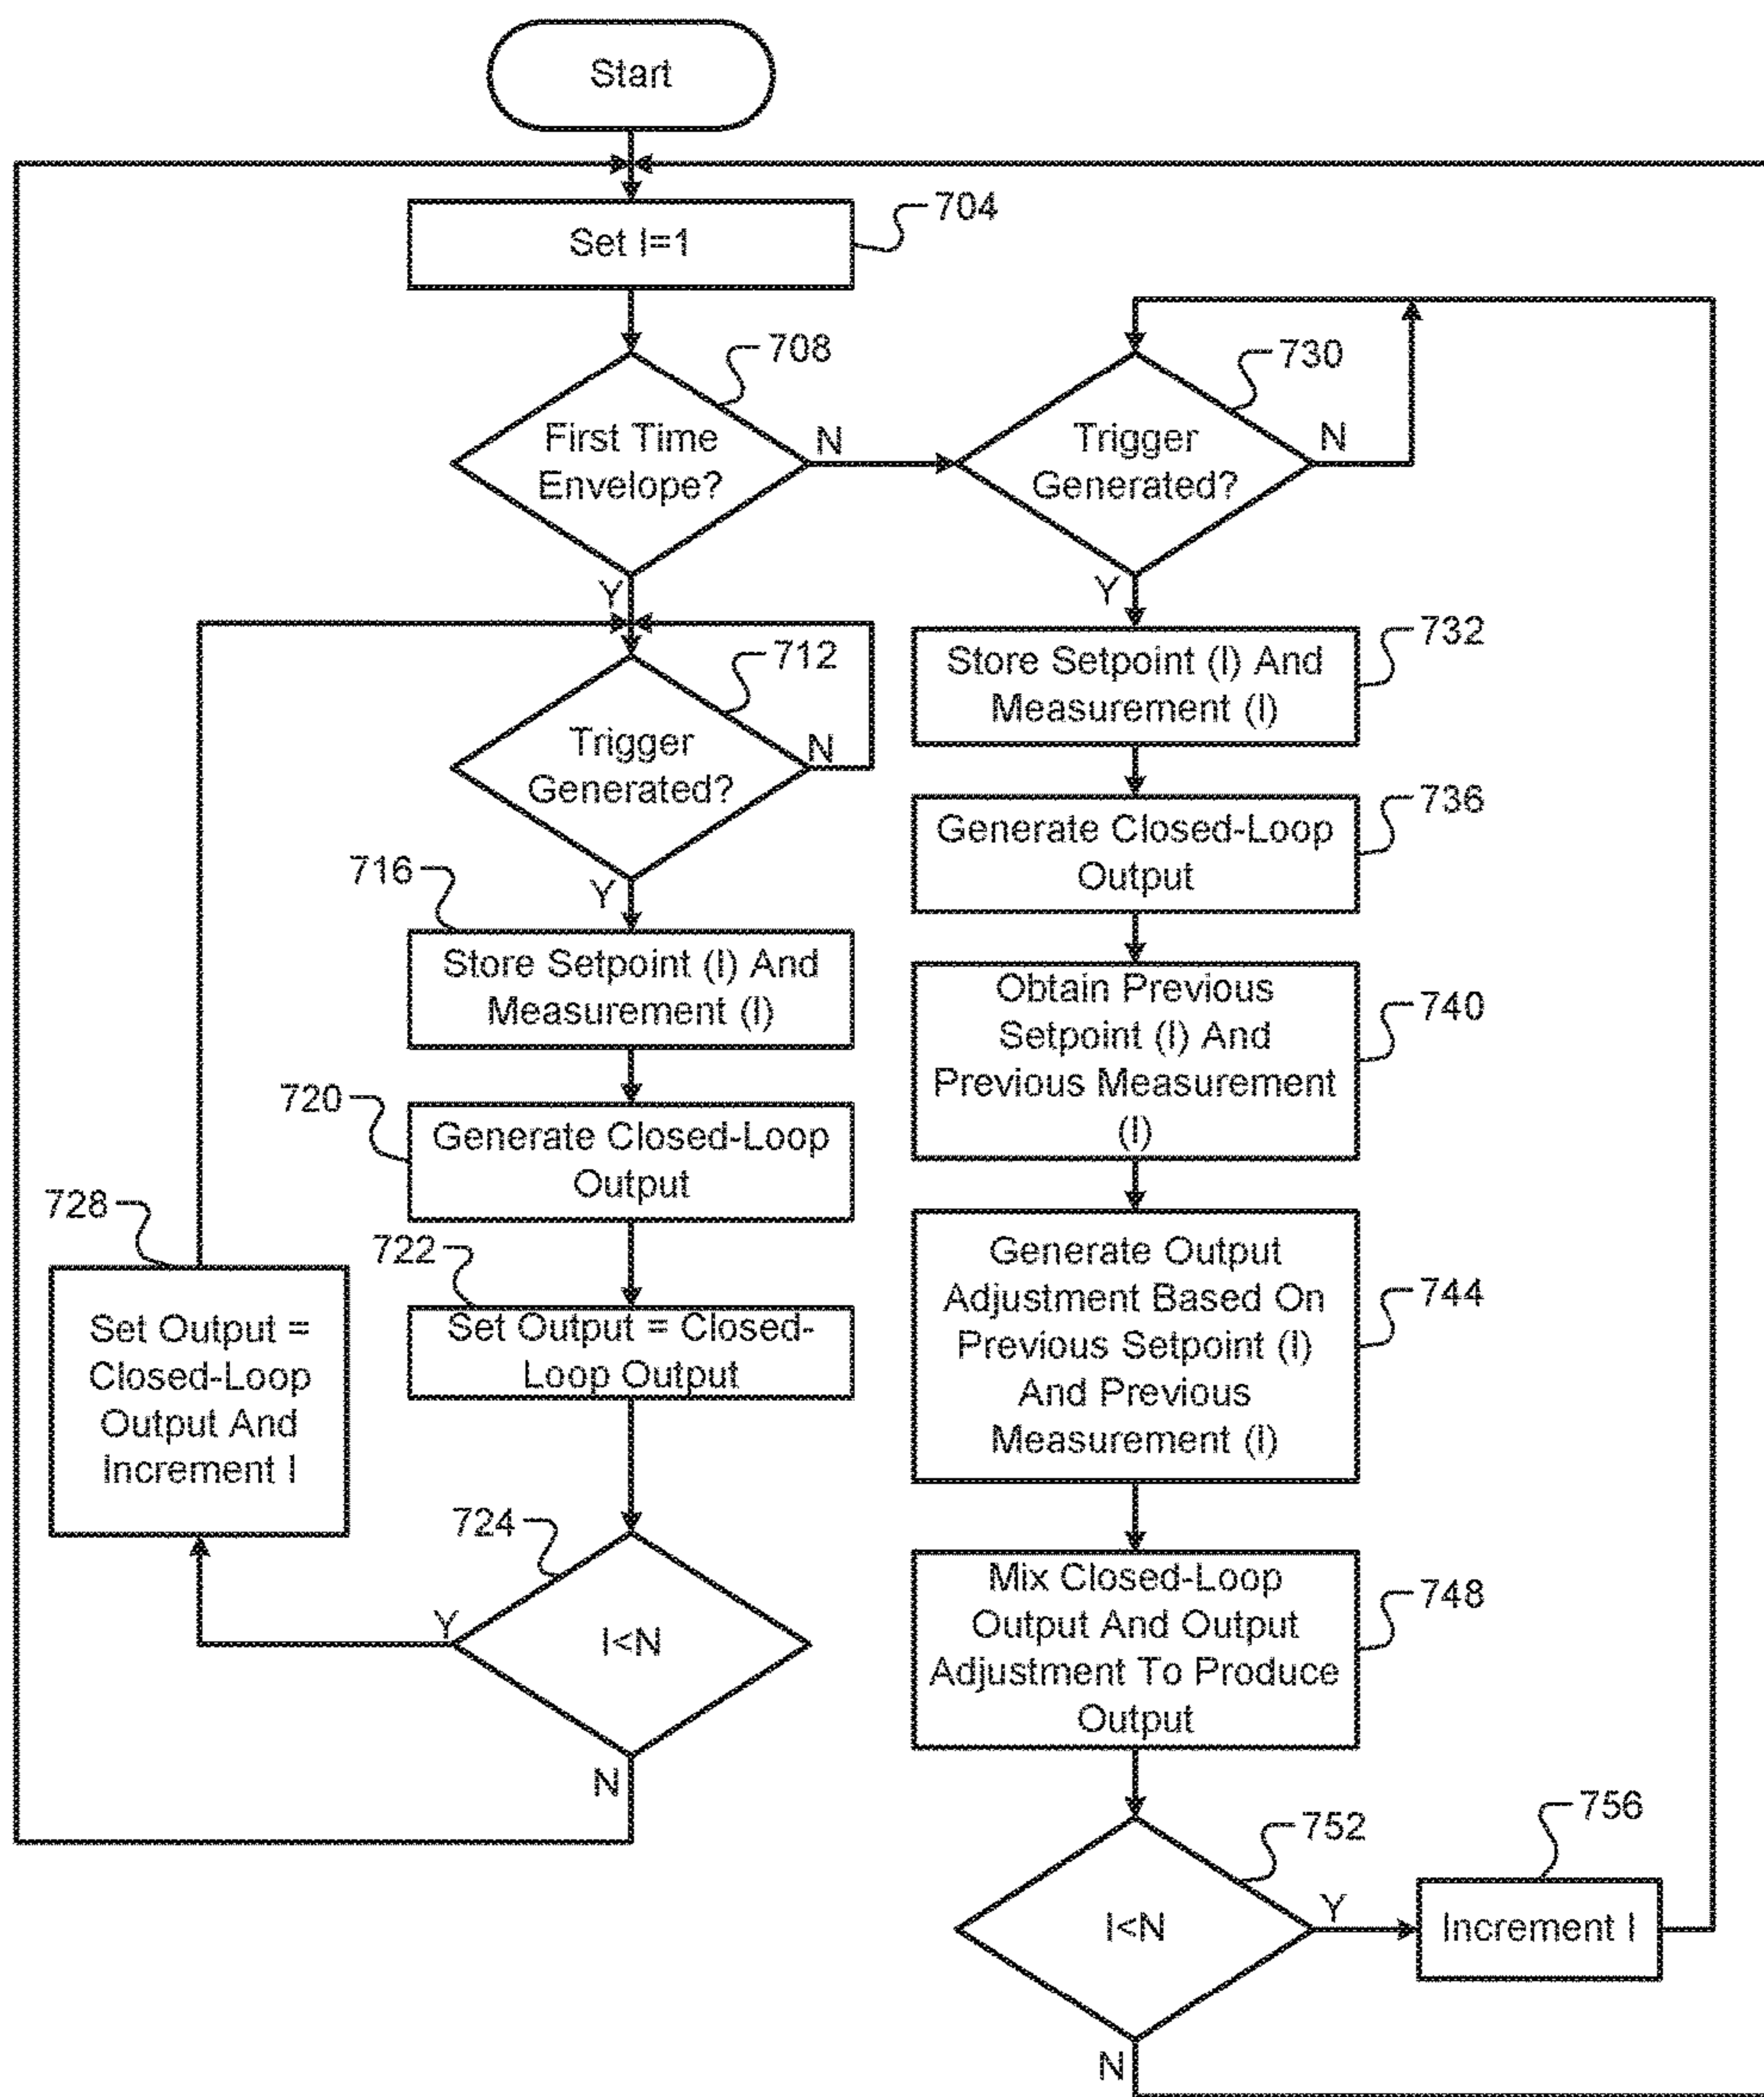 Start
704
Set I=1
708
First Time
Envelope?
N
Y
730
Trigger
Generated?
N
Y
712
Trigger
Generated?
N
Y
716
Store Setpoint (I) And
Measurement (I)
720
Generate Closed-Loop
Output
722
Set Output = Closed-
Loop Output
724
I<N
Y
N
728
Set Output =
Closed-Loop
Output And
Increment I
732
Store Setpoint (I) And
Measurement (I)
736
Generate Closed-Loop
Output
740
Obtain Previous
Setpoint (I) And
Previous Measurement
(I)
744
Generate Output
Adjustment Based On
Previous Setpoint (I)
And Previous
Measurement (I)
748
Mix Closed-Loop
Output And Output
Adjustment To Produce
Output
752
I<N
Y
N
756
Increment I